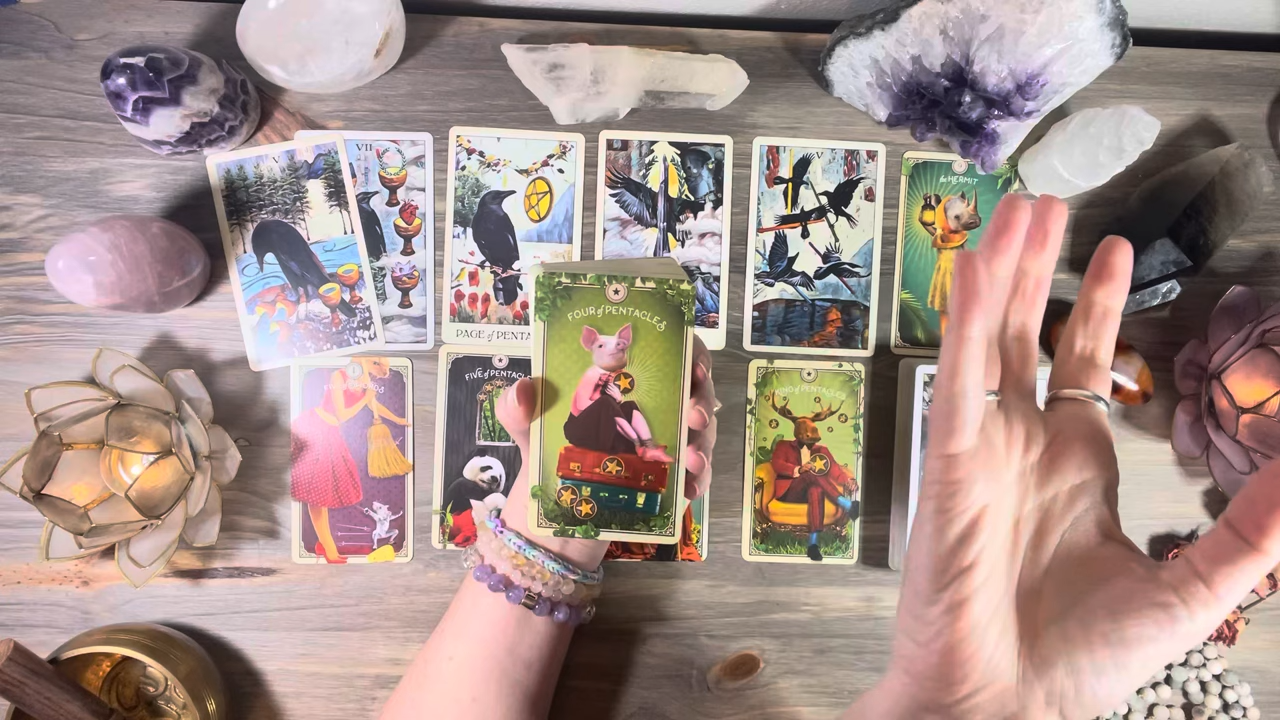 VII
V
the HERMIT
PAGE of PENTA
FOUR of PENTACLES
FIVE of PENTACLES
KING of PENTACLES